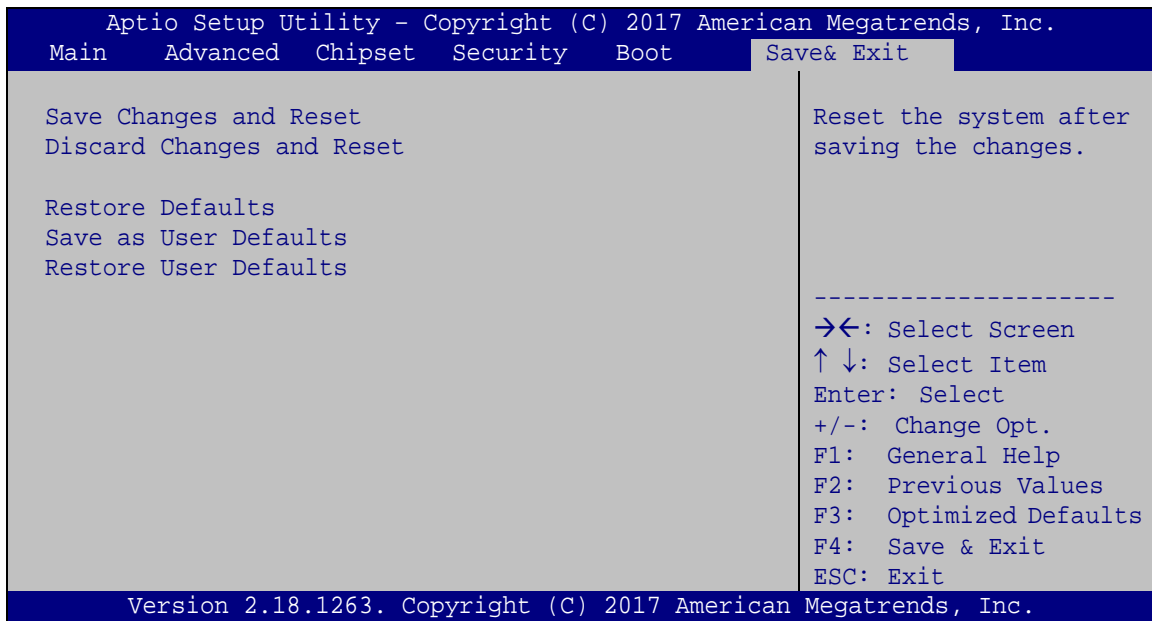 Aptio Setup Utility – Copyright (C) 2017 American Megatrends, Inc.
Main Advanced Chipset Security Boot Save& Exit
Save Changes and Reset
Discard Changes and Reset
Restore Defaults
Save as User Defaults
Restore User Defaults
Reset the system after
saving the changes.
---------------------
→←: Select Screen
↑ ↓: Select Item
Enter: Select
+/-: Change Opt.
F1: General Help
F2: Previous Values
F3: Optimized Defaults
F4: Save & Exit
ESC: Exit
Version 2.18.1263. Copyright (C) 2017 American Megatrends, Inc.